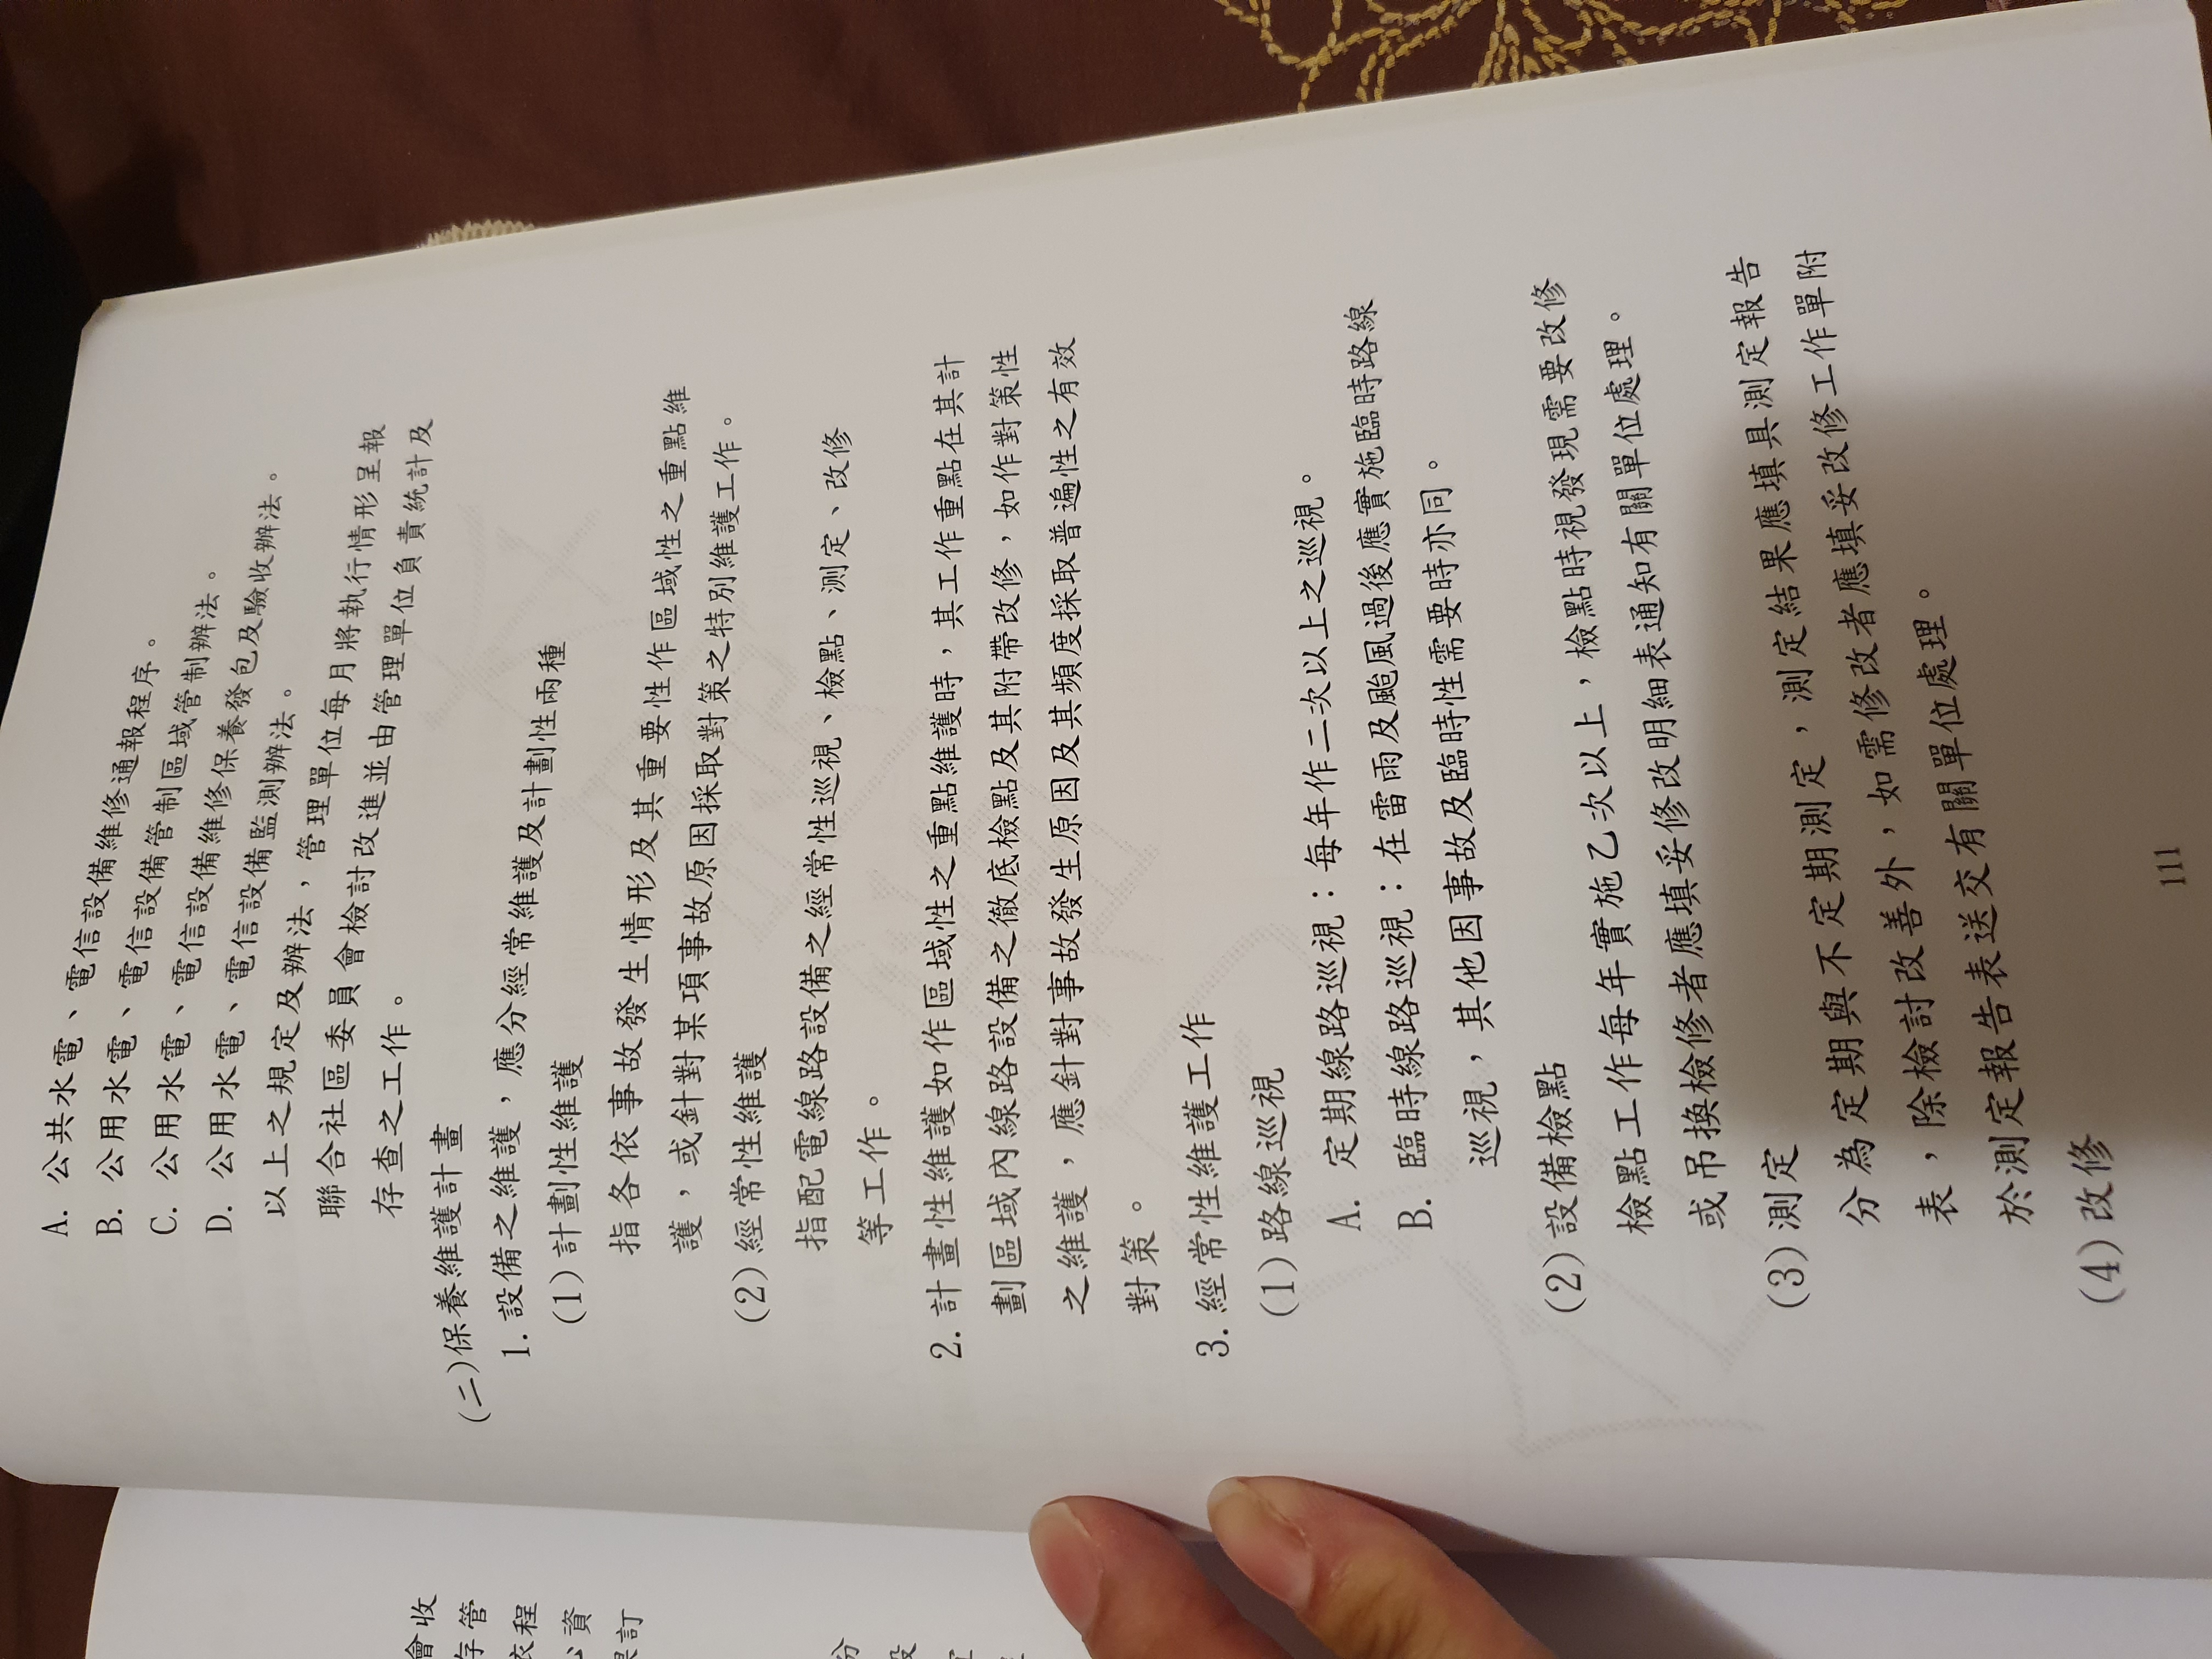 A. 公共水電、電信設備維修通報程序。
B. 公用水電、電信設備管制區域管制辦法。
C. 公用水電、電信設備維修保養發包及驗收辦法。
D. 公用水電、電信設備監測辦法。
以上之規定及辦法,管理單位每月將執行情形呈報
聯合社區委員會檢討改進並由管理單位負責統計及
存查之工作。
(二)保養維護計畫
1. 設備之維護,應分經常維護及計劃性兩種
(1)計劃性維護
指各依事故發生情形及其重要性作區域性之重點維
護,或針對某項事故原因採取對策之特別維護工作。
(2)經常性維護
指配電線路設備之經常性巡視、檢點、測定、改修
等工作。
2. 計畫性維護如作區域性之重點維護時,其工作重點在其計
劃區域內線路設備之徹底檢點及其附帶改修,如作對策性
之維護,應針對事故發生原因及其頻度採取普遍性之有效
對策。
3. 經常性維護工作
(1)路線巡視
A. 定期線路巡視:每年作二次以上之巡視。
B. 臨時線路巡視:在雷雨及颱風過後應實施臨時路線
巡視,其他因事故及臨時性需要時亦同。
(2)設備檢點
檢點工作每年實施乙次以上,檢點時視發現需要改修
或吊換檢修者應填妥修改明細表通知有關單位處理。
(3)測定
分為定期與不定期測定,測定結果應填具測定報告
表,除檢討改善外,如需修改者應填妥改修工作單附
於測定報告表送交有關單位處理。
(4)改修
111
會收
存管
依程
資
訂
分